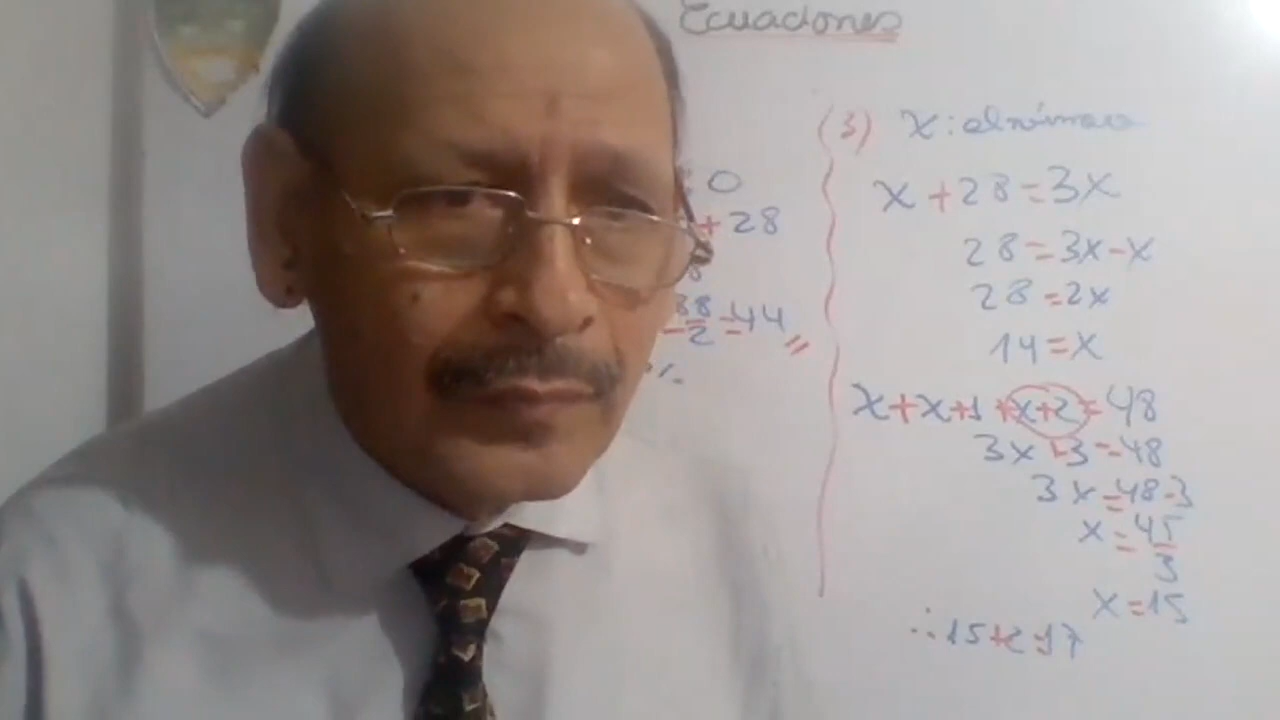 Ecuaciones
0
+ 28
8
88/2 = 44
(3) x: el número
x + 28 = 3x
28 = 3x - x
28 = 2x
14 = x
x + x + 1 + x + 2 = 48
3x + 3 = 48
3x = 48 - 3
x = 45/3
x = 15
∴ 15 + 2 = 17